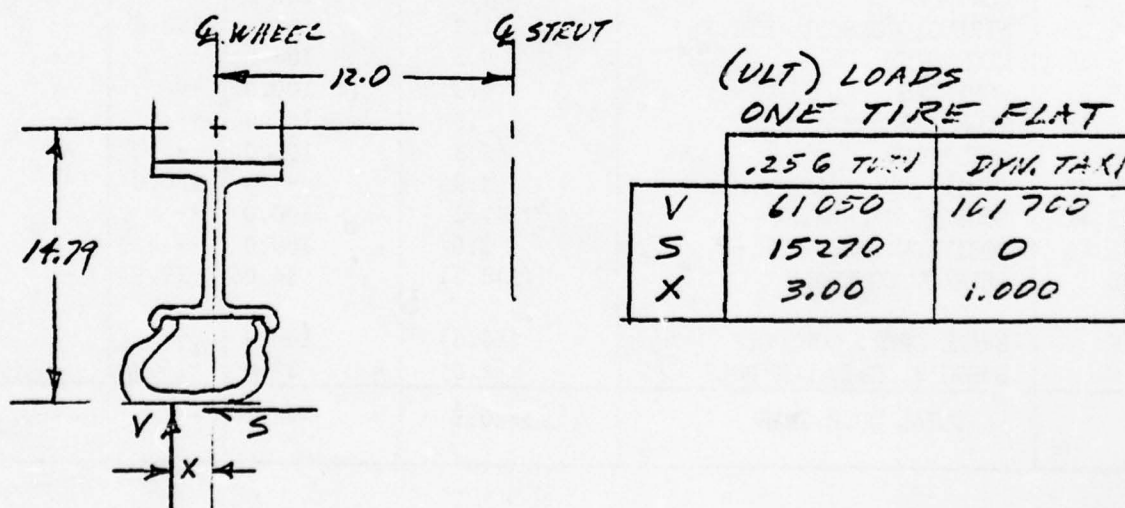 ℄ WHEEL
℄ STRUT
12.0
(ULT) LOADS
ONE TIRE FLAT
.256 TURN DYN. TAXI
V 61050 101700
S 15270 0
X 3.00 1.000
14.79
V S
X